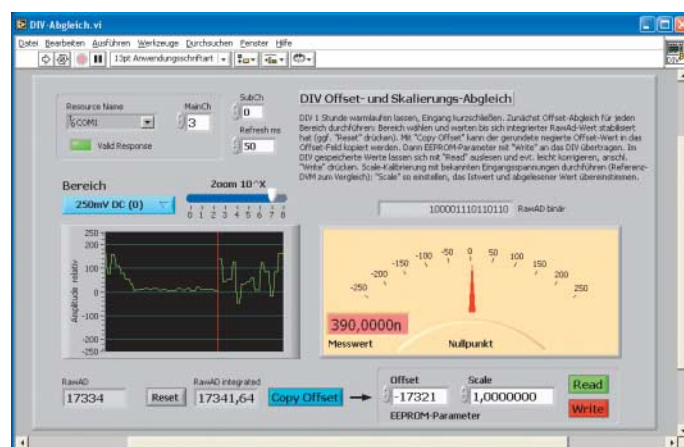 DIV-Abgleich.vi
Datei Bearbeiten Ausführen Werkzeuge Durchsuchen Fenster Hilfe
13pt Anwendungsschriftart
DIV
Resource Name
COM1
MainCh
3
Valid Response
SubCh
0
Refresh ms
50
DIV Offset- und Skalierungs-Abgleich
DIV 1 Stunde warmlaufen lassen, Eingang kurzschließen. Zunächst Offset-Abgleich für jeden
Bereich durchführen: Bereich wählen und warten bis sich integrierter RawAd-Wert stabilisiert
hat (ggf. "Reset" drücken). Mit "Copy Offset" kann der gerundete negierte Offset-Wert in das
Offset-Feld kopiert werden. Dann EEPROM-Parameter mit "Write" an das DIV übertragen. Im
DIV gespeicherte Werte lassen sich mit "Read" auslesen und evt. leicht korrigieren, anschl.
"Write" drücken. Scale-Kalibrierung mit bekannten Eingangsspannungen durchführen (Referenz-
DVM zum Vergleich): "Scale" so einstellen, das Istwert und abgelesener Wert übereinstimmen.
Bereich
250mV DC (0)
Zoom 10^X
0 1 2 3 4 5 6 7 8
100001110110110 RawAD binär
Amplitude relativ
250
200
100
0
-100
-200
-250
-250 -200 -150 -100 -50 0 50 100 150 200 250
390,0000n
Messwert
Nullpunkt
RawAD
17334
Reset
RawAD integrated
17341,64
Copy Offset
Offset
-17321
Scale
1,0000000
EEPROM-Parameter
Read
Write